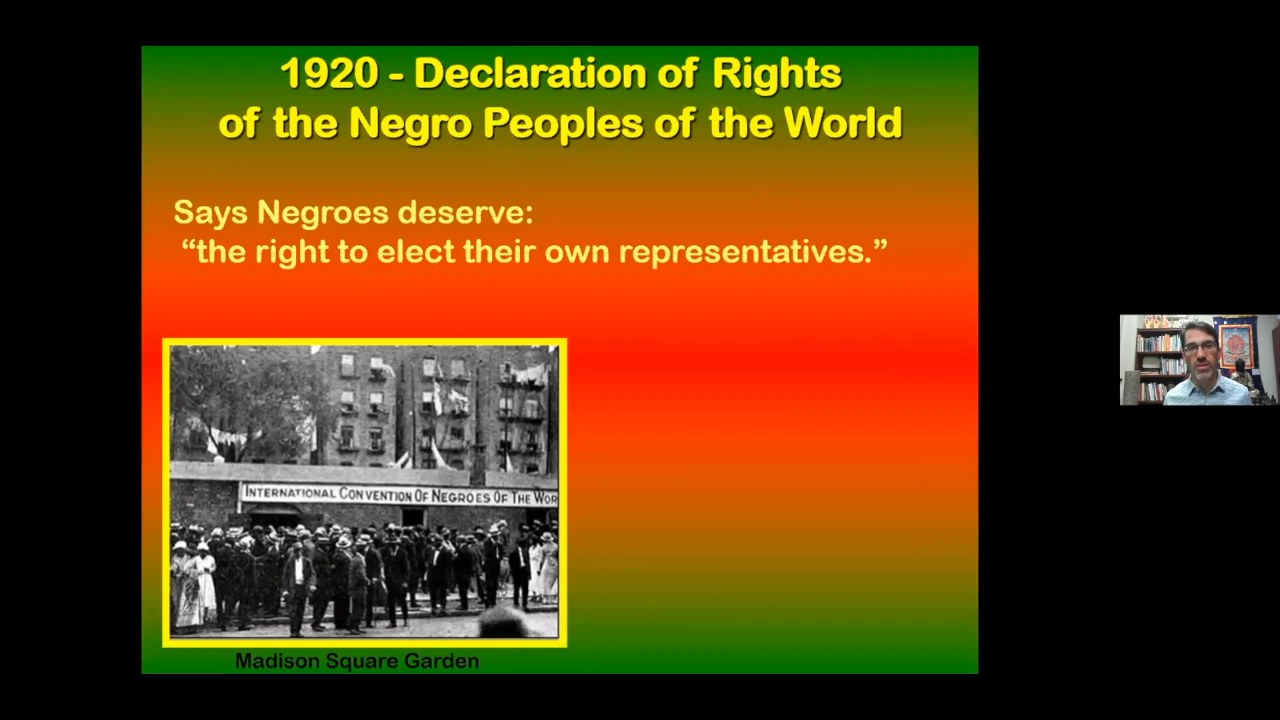 1920 - Declaration of Rights
of the Negro Peoples of the World
Says Negroes deserve:
“the right to elect their own representatives.”
INTERNATIONAL CONVENTION OF NEGROES OF THE WOR
Madison Square Garden